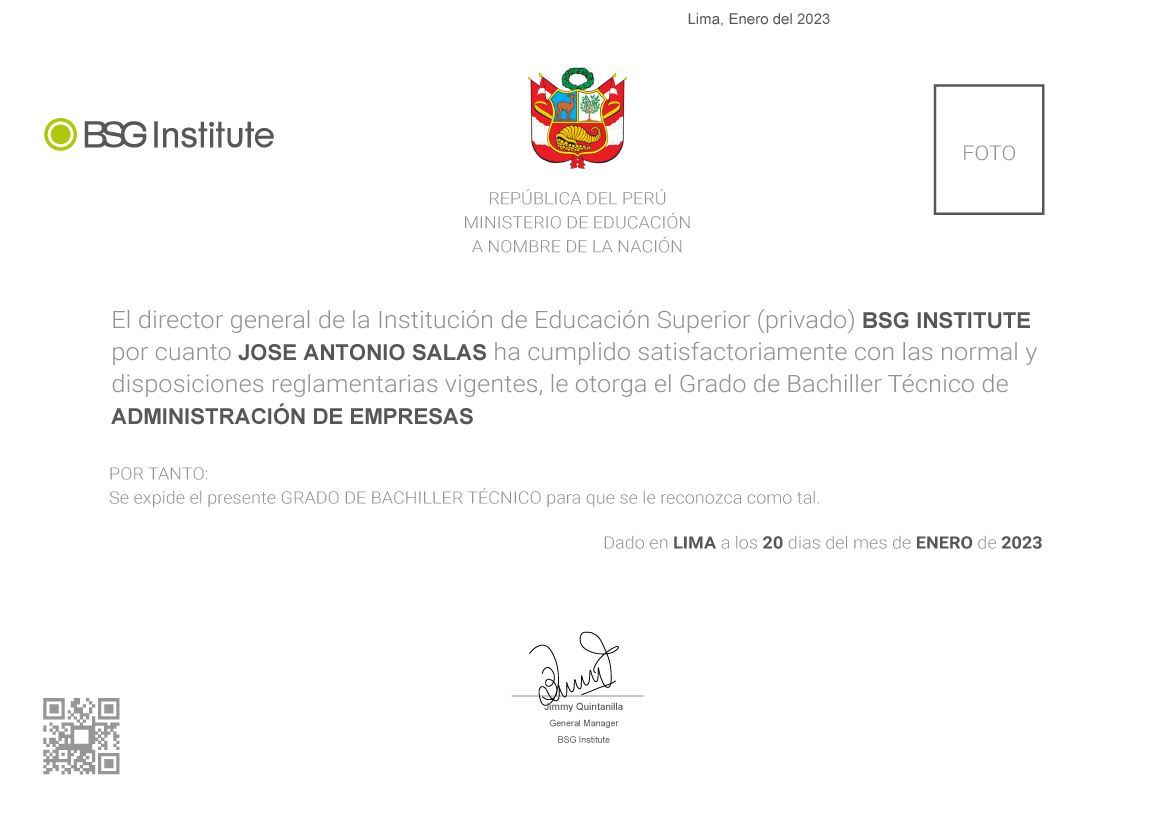 Lima, Enero del 2023
BSG Institute
FOTO
REPÚBLICA DEL PERÚ
MINISTERIO DE EDUCACIÓN
A NOMBRE DE LA NACIÓN
El director general de la Institución de Educación Superior (privado) BSG INSTITUTE
por cuanto JOSE ANTONIO SALAS ha cumplido satisfactoriamente con las normal y
disposiciones reglamentarias vigentes, le otorga el Grado de Bachiller Técnico de
ADMINISTRACIÓN DE EMPRESAS
POR TANTO:
Se expide el presente GRADO DE BACHILLER TÉCNICO para que se le reconozca como tal.
Dado en LIMA a los 20 dias del mes de ENERO de 2023
Jimmy Quintanilla
General Manager
BSG Institute